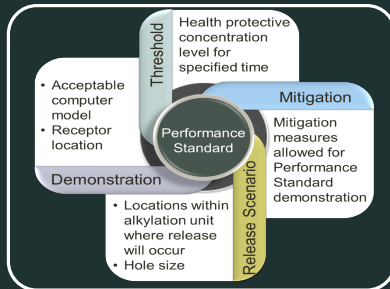 Threshold
Health protective
concentration
level for
specified time
• Acceptable
computer
model
• Receptor
location
Mitigation
Performance
Standard
Mitigation
measures
allowed for
Performance
Standard
demonstration
Demonstration
• Locations within
alkylation unit
where release
will occur
• Hole size
Release Scenario